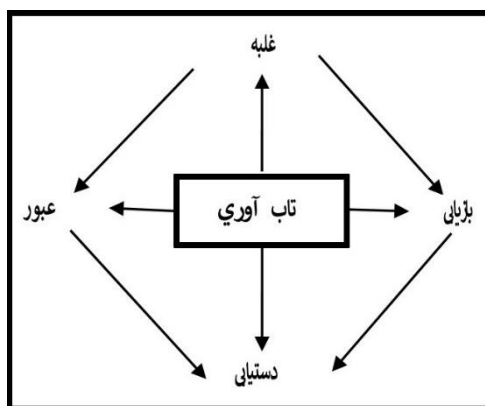 غلبه
بازیابی
تاب آوري
عبور
دستیابی